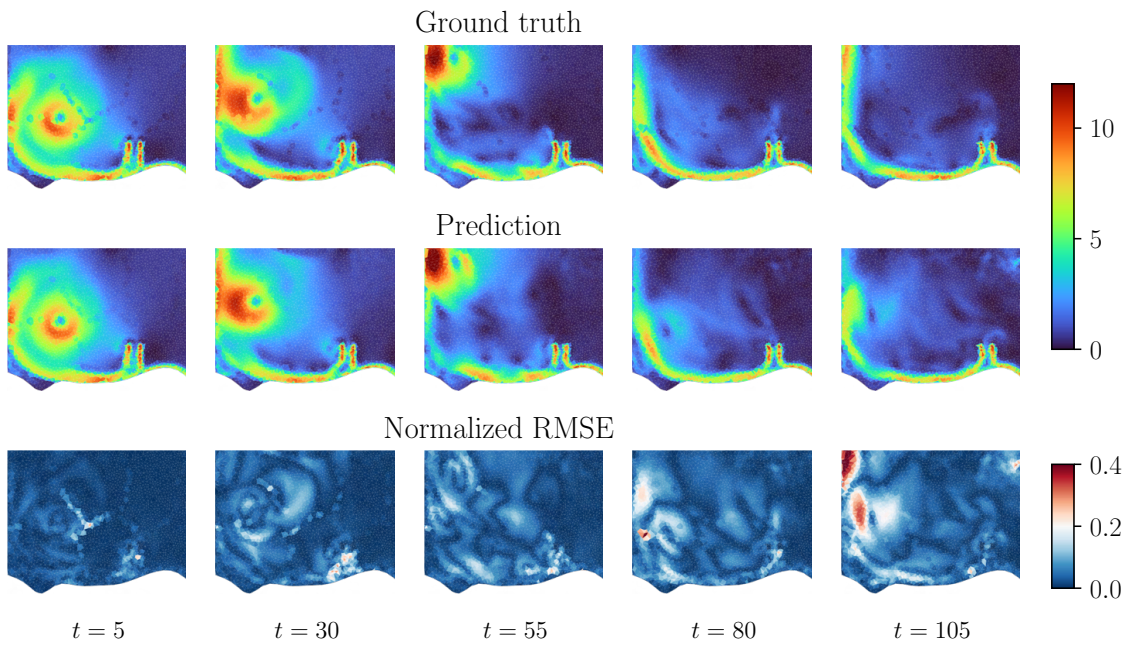 Ground truth
10
5
0
Prediction
Normalized RMSE
0.4
0.2
0.0
t = 5
t = 30
t = 55
t = 80
t = 105